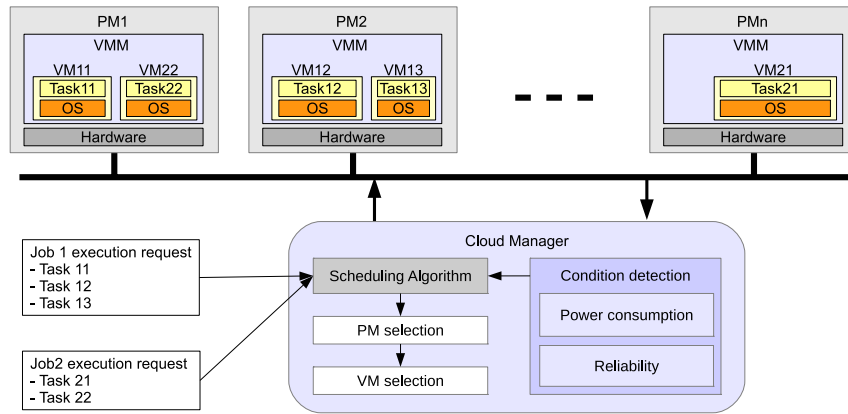 PM1
VMM
VM11
VM22
Task11
Task22
OS
OS
Hardware
PM2
VMM
VM12
VM13
Task12
Task13
OS
OS
Hardware
PMn
VMM
VM21
Task21
OS
Hardware
Job 1 execution request
- Task 11
- Task 12
- Task 13
Job2 execution request
- Task 21
- Task 22
Cloud Manager
Scheduling Algorithm
PM selection
VM selection
Condition detection
Power consumption
Reliability